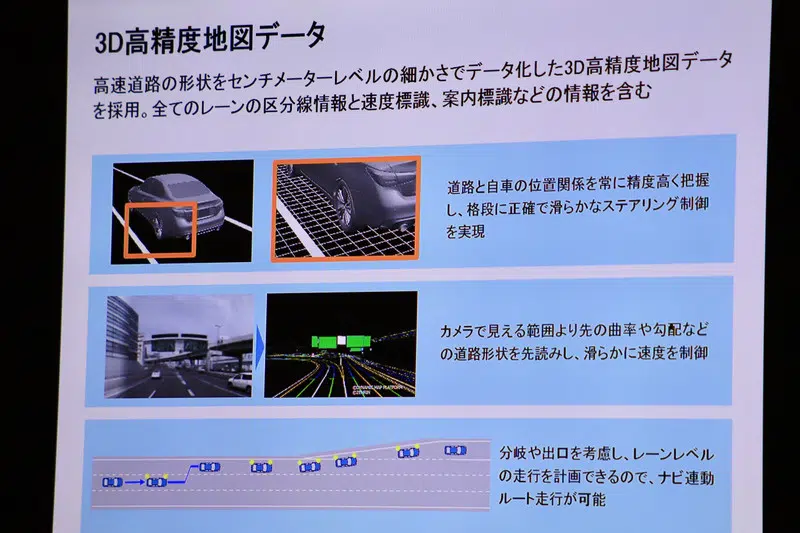 3D高精度地図データ
高速道路の形状をセンチメーターレベルの細かさでデータ化した3D高精度地図データ
を採用。全てのレーンの区分線情報と速度標識、案内標識などの情報を含む
道路と自車の位置関係を常に精度高く把握
し、格段に正確で滑らかなステアリング制御
を実現
カメラで見える範囲より先の曲率や勾配など
の道路形状を先読みし、滑らかに速度を制御
©DYNAMIC MAP PLATFORM
©ZENRIN
分岐や出口を考慮し、レーンレベル
の走行を計画できるので、ナビ連動
ルート走行が可能